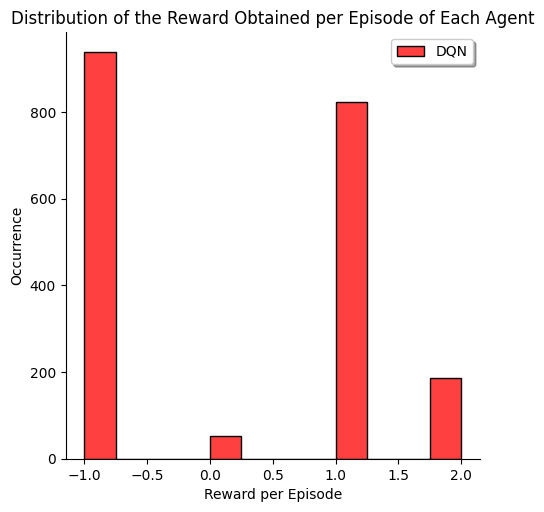 Distribution of the Reward Obtained per Episode of Each Agent
DQN
800
600
400
200
0
Occurrence
−1.0 −0.5 0.0 0.5 1.0 1.5 2.0
Reward per Episode